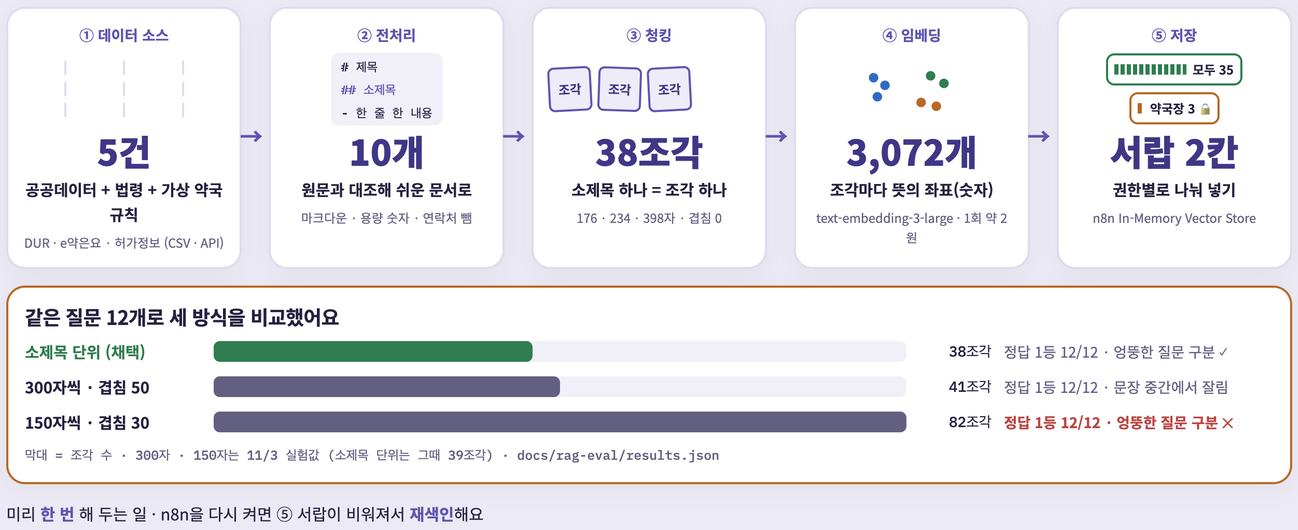 ① 데이터 소스
5건
공공데이터 + 법령 + 가상 약국
규칙
DUR · e약은요 · 허가정보 (CSV · API)
→
② 전처리
# 제목
## 소제목
- 한 줄 한 내용
10개
원문과 대조해 쉬운 문서로
마크다운 · 용량 숫자 · 연락처 뺌
→
③ 청킹
조각 조각 조각
38조각
소제목 하나 = 조각 하나
176 · 234 · 398자 · 겹침 0
→
④ 임베딩
3,072개
조각마다 뜻의 좌표(숫자)
text-embedding-3-large · 1회 약 2
원
→
⑤ 저장
모두 35
약국장 3 🔒
서랍 2칸
권한별로 나눠 넣기
n8n In-Memory Vector Store
같은 질문 12개로 세 방식을 비교했어요
소제목 단위 (채택) 38조각 정답 1등 12/12 · 엉뚱한 질문 구분 ✓
300자씩 · 겹침 50 41조각 정답 1등 12/12 · 문장 중간에서 잘림
150자씩 · 겹침 30 82조각 정답 1등 12/12 · 엉뚱한 질문 구분 ✕
막대 = 조각 수 · 300자 · 150자는 11/3 실험값 (소제목 단위는 그때 39조각) · docs/rag-eval/results.json
미리 한 번 해 두는 일 · n8n을 다시 켜면 ⑤ 서랍이 비워져서 재색인해요